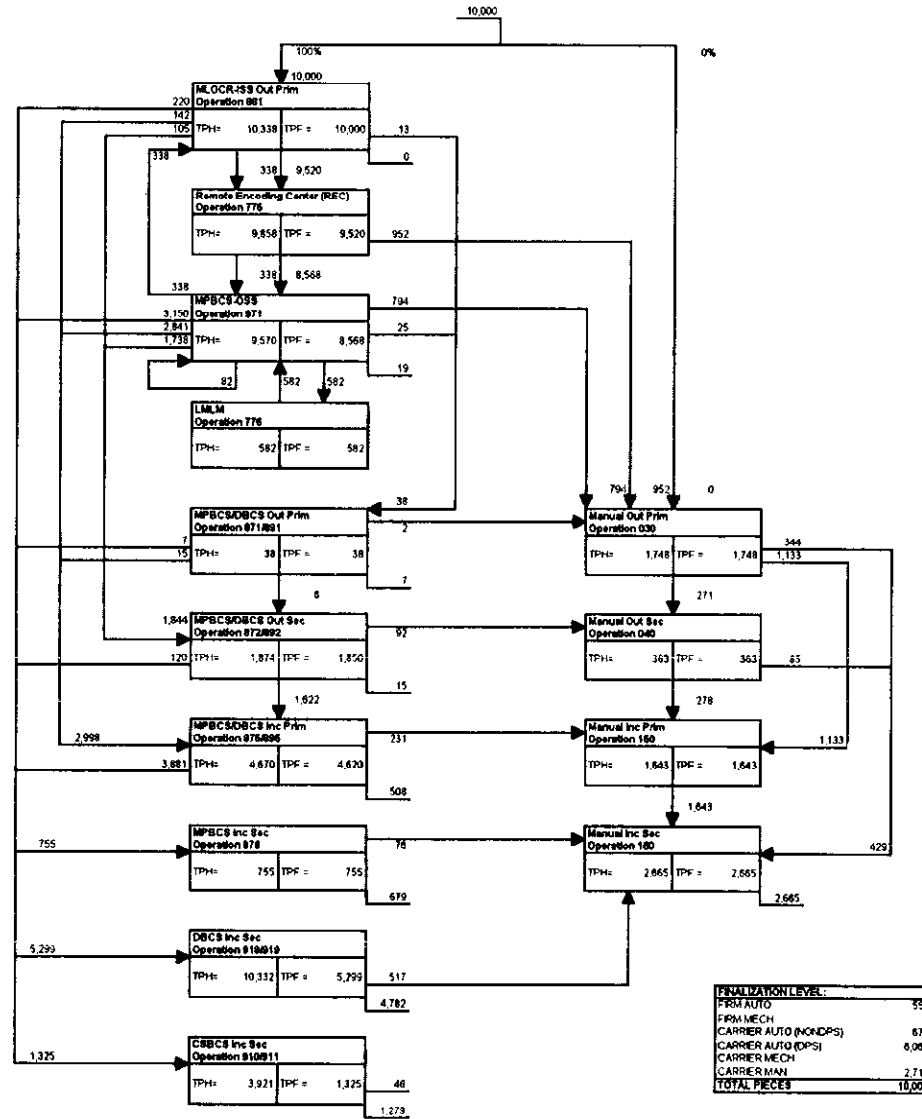 10,000
100%
0%
10,000
MLOCR-ISS Out Prim
Operation 881
220
142
105
TPH= 10,338 TPF = 10,000
13
0
338
338 9,520
Remote Encoding Center (REC)
Operation 775
TPH= 9,858 TPF = 9,520
952
338 8,568
338
MPBCS-OSS
Operation 971
794
3,150
2,841
1,738
TPH= 9,570 TPF = 8,568
25
19
82
582
582
LMLM
Operation 776
TPH= 582 TPF = 582
794 952 0
38
MPBCS/DBCS Out Prim
Operation 871/891
2
Manual Out Prim
Operation 030
7
15
TPH= 38 TPF = 38
7
TPH= 1,748 TPF = 1,748
344
1,133
6
271
MPBCS/DBCS Out Sec
Operation 872/892
1,844
92
Manual Out Sec
Operation 040
120
TPH= 1,874 TPF = 1,850
15
TPH= 363 TPF = 363
85
1,622
278
MPBCS/DBCS Inc Prim
Operation 875/895
2,998
231
Manual Inc Prim
Operation 150
1,133
3,881
TPH= 4,670 TPF = 4,620
508
TPH= 1,643 TPF = 1,643
1,643
MPBCS Inc Sec
Operation 876
755
76
Manual Inc Sec
Operation 160
429
TPH= 755 TPF = 755
679
TPH= 2,665 TPF = 2,665
2,665
DBCS Inc Sec
Operation 918/919
5,299
TPH= 10,332 TPF = 5,299
517
4,782
CSBCS Inc Sec
Operation 910/911
1,325
TPH= 3,921 TPF = 1,325
46
1,279
FINALIZATION LEVEL:
FIRM AUTO
FIRM MECH
CARRIER AUTO (NONDPS)
CARRIER AUTO (DPS)
CARRIER MECH
CARRIER MAN
TOTAL PIECES